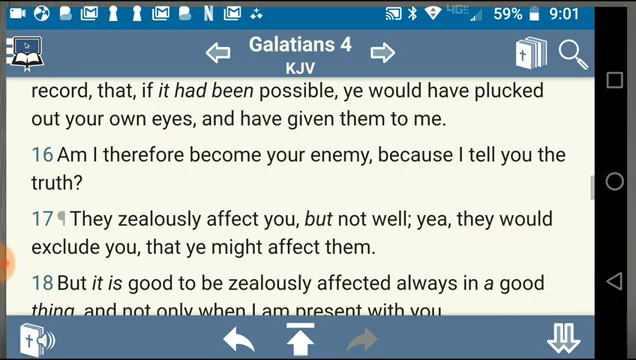 4G
59% 9:01
Galatians 4
KJV
record, that, if it had been possible, ye would have plucked
out your own eyes, and have given them to me.
16 Am I therefore become your enemy, because I tell you the
truth?
17 ¶ They zealously affect you, but not well; yea, they would
exclude you, that ye might affect them.
18 But it is good to be zealously affected always in a good
thing, and not only when I am present with you.